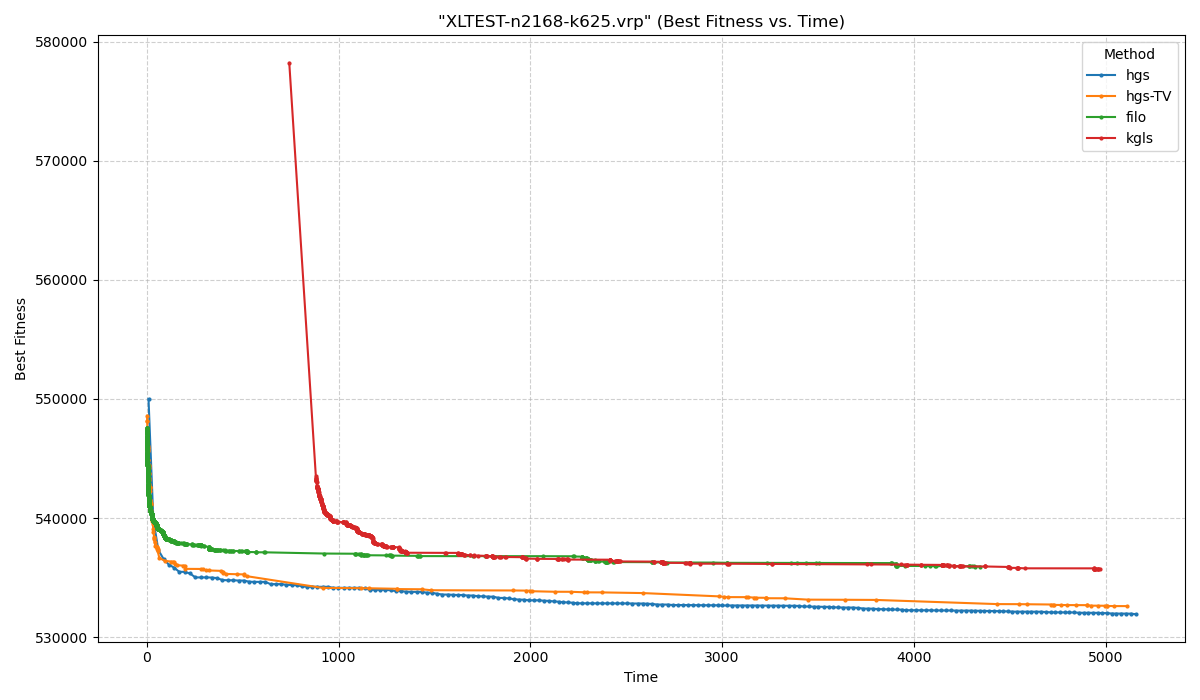 "XLTEST-n2168-k625.vrp" (Best Fitness vs. Time)
Method
hgs
hgs-TV
filo
kgls
Best Fitness
580000
570000
560000
550000
540000
530000
0 1000 2000 3000 4000 5000
Time